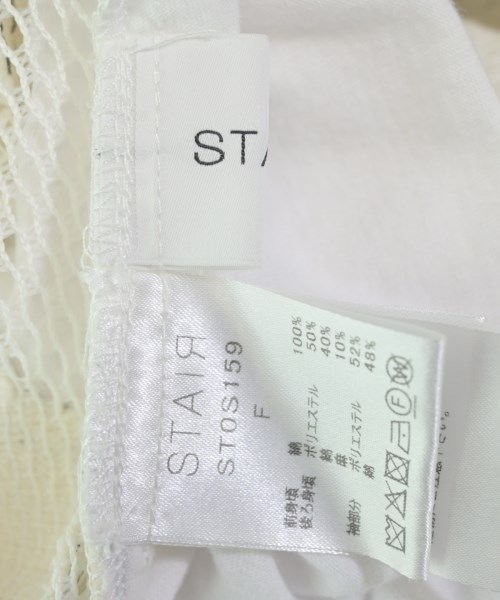 STA
STAIR
ST0S159
F
前身頃 綿 100%
後ろ身頃 ポリエステル 50%
綿 40%
麻 10%
袖部分 ポリエステル 52%
綿 48%